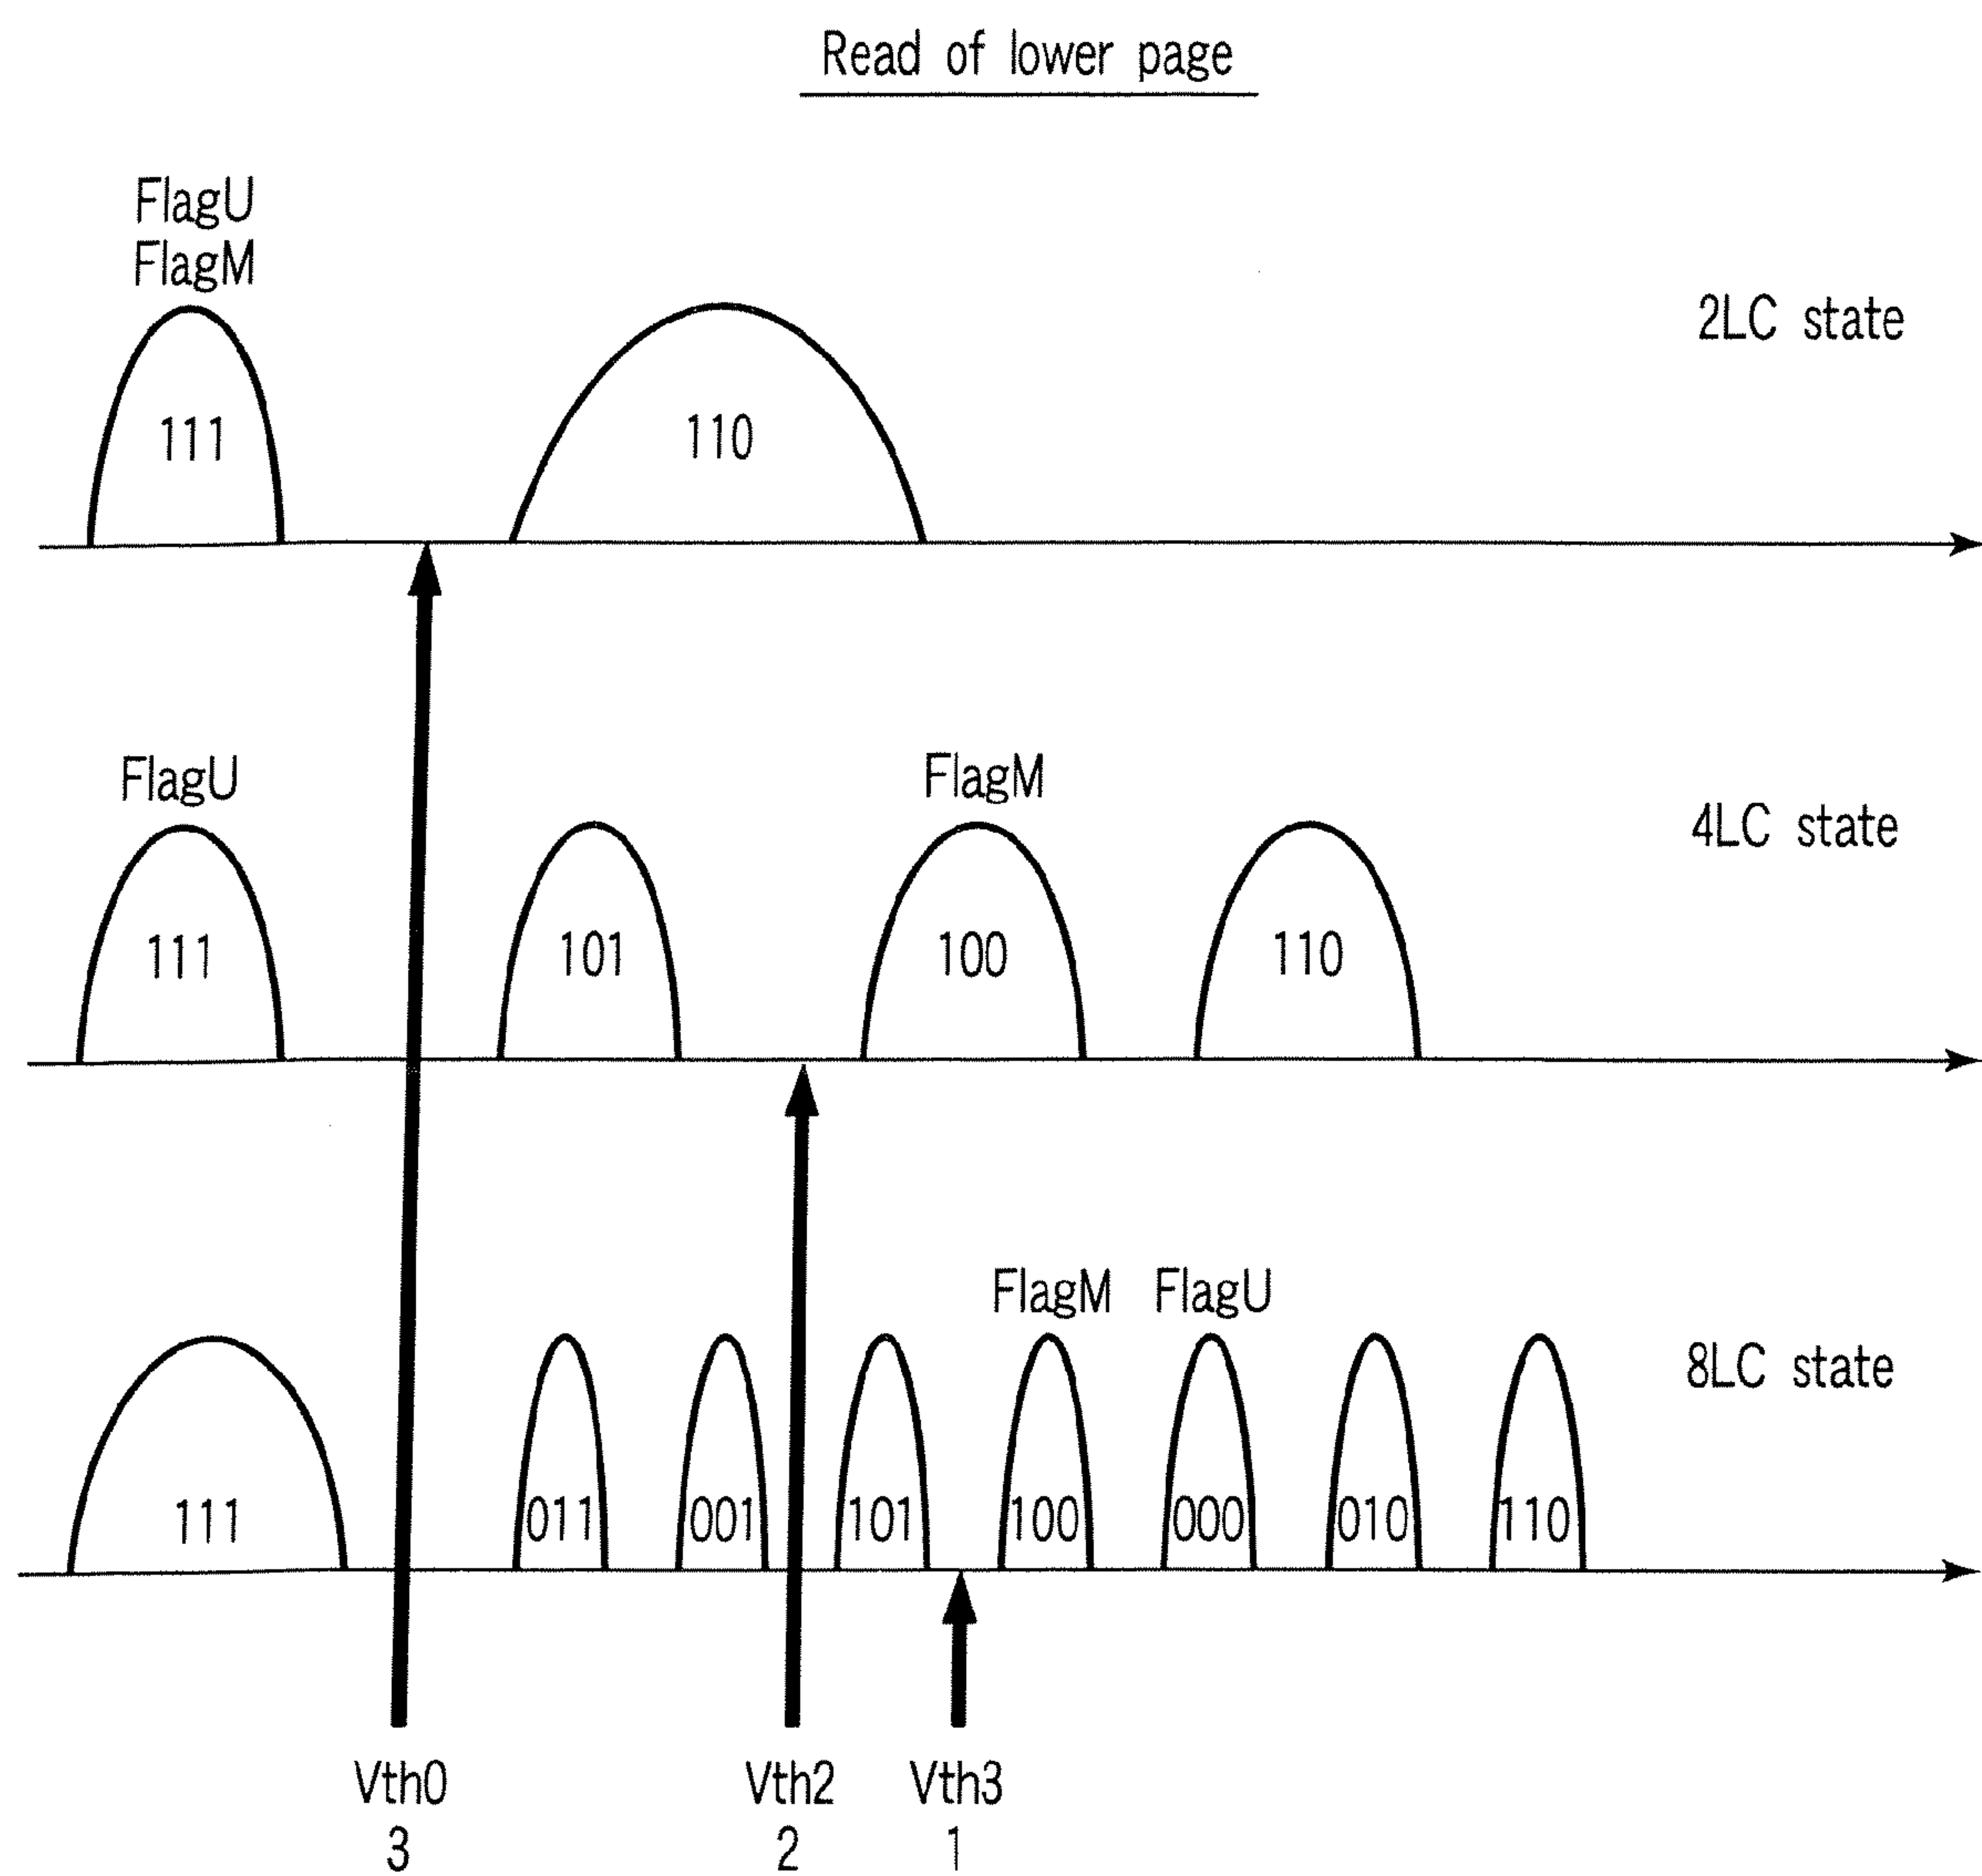 Read of lower page
FlagU
FlagM
2LC state
111
110
FlagU
FlagM
4LC state
111
101
100
110
FlagM FlagU
8LC state
111
011
001
101
100
000
010
110
Vth0 Vth2 Vth3
3 2 1